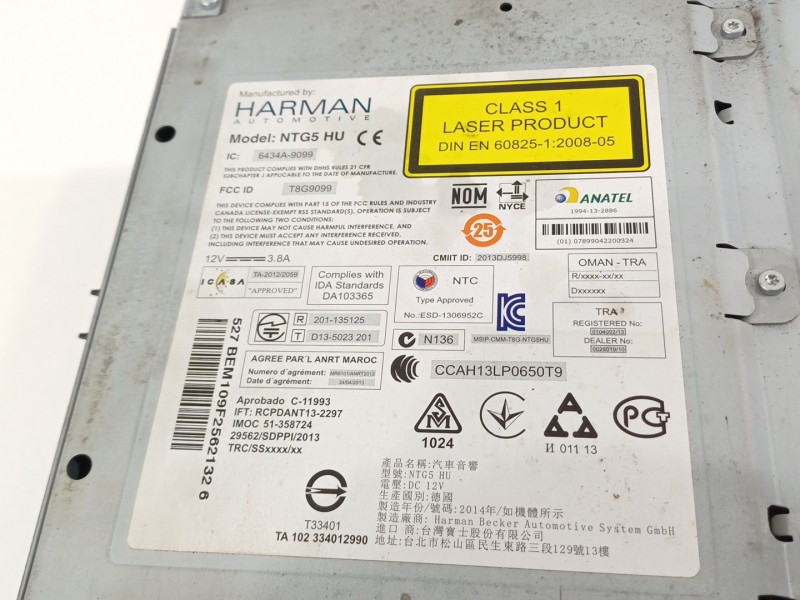 Manufactured by:
HARMAN
AUTOMOTIVE
Model: NTG5 HU CE
IC: 6434A-9099
THIS PRODUCT COMPLIES WITH DHHS RULES 21 CFR
SUBCHAPTER J APPLICABLE AT DATE OF MANUFACTURE.
FCC ID T8G9099
THIS DEVICE COMPLIES WITH PART 15 OF THE FCC RULES AND INDUSTRY
CANADA LICENSE-EXEMPT RSS STANDARD(S). OPERATION IS SUBJECT
TO THE FOLLOWING TWO CONDITIONS:
(1) THIS DEVICE MAY NOT CAUSE HARMFUL INTERFERENCE, AND
(2) THIS DEVICE MUST ACCEPT ANY INTERFERENCE RECEIVED,
INCLUDING INTERFERENCE THAT MAY CAUSE UNDESIRED OPERATION.
12V 3.8A
CLASS 1
LASER PRODUCT
DIN EN 60825-1:2008-05
NOM
NYCE
25
CMIIT ID: 2013DJ5998
ANATEL
1994-13-2886
(01) 07899042200924
OMAN - TRA
R/xxxx-xx/xx
Dxxxxxx
ICASA
TA-2012/2059
"APPROVED"
Complies with
IDA Standards
DA103365
NTC
Type Approved
No.:ESD-1306952C
TRA
REGISTERED No:
DEALER No:
R 201-135125
T D13-5023 201
N136
MSIP-CMM-T8G-NTG5HU
AGREE PAR L'ANRT MAROC
Numero d'agrément:
Date d'agrément:
CCAH13LP0650T9
527 BEM109F2562132 6
Aprobado C-11993
IFT: RCPDANT13-2297
IMOC 51-358724
29562/SDPPI/2013
TRC/SSxxxx/xx
1024
И 011 13
T33401
TA 102 334012990
產品名稱:汽車音響
型號:NTG5 HU
電壓:DC 12V
生產國別:德國
製造年份/號碼:2014年/如機體所示
製造廠商: Harman Becker Automotive System GmbH
進口 商:台灣賓士股份有限公司
地址:台北市松山區民生東路三段129號13樓